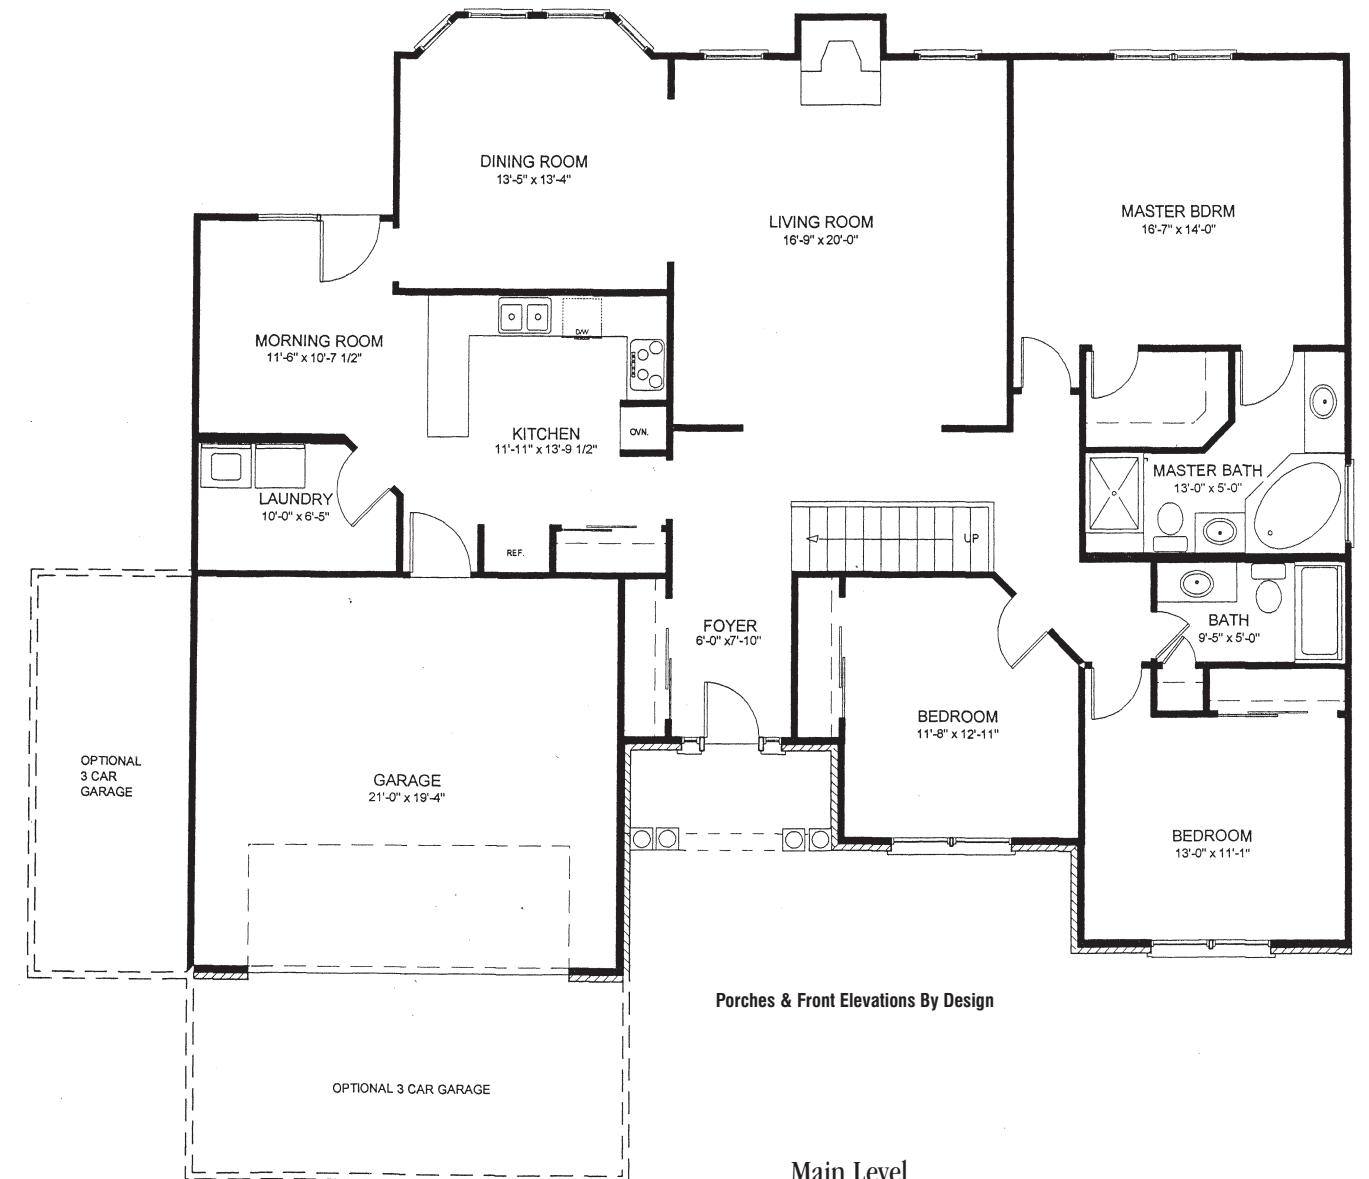 DINING ROOM
13'-5" x 13'-4"
LIVING ROOM
16'-9" x 20'-0"
MASTER BDRM
16'-7" x 14'-0"
MORNING ROOM
11'-6" x 10'-7 1/2"
D/W
KITCHEN
11'-11" x 13'-9 1/2"
OVN.
LAUNDRY
10'-0" x 6'-5"
REF.
MASTER BATH
13'-0" x 5'-0"
UP
FOYER
6'-0" x7'-10"
BATH
9'-5" x 5'-0"
BEDROOM
11'-8" x 12'-11"
OPTIONAL
3 CAR
GARAGE
GARAGE
21'-0" x 19'-4"
BEDROOM
13'-0" x 11'-1"
Porches & Front Elevations By Design
OPTIONAL 3 CAR GARAGE
Main Level